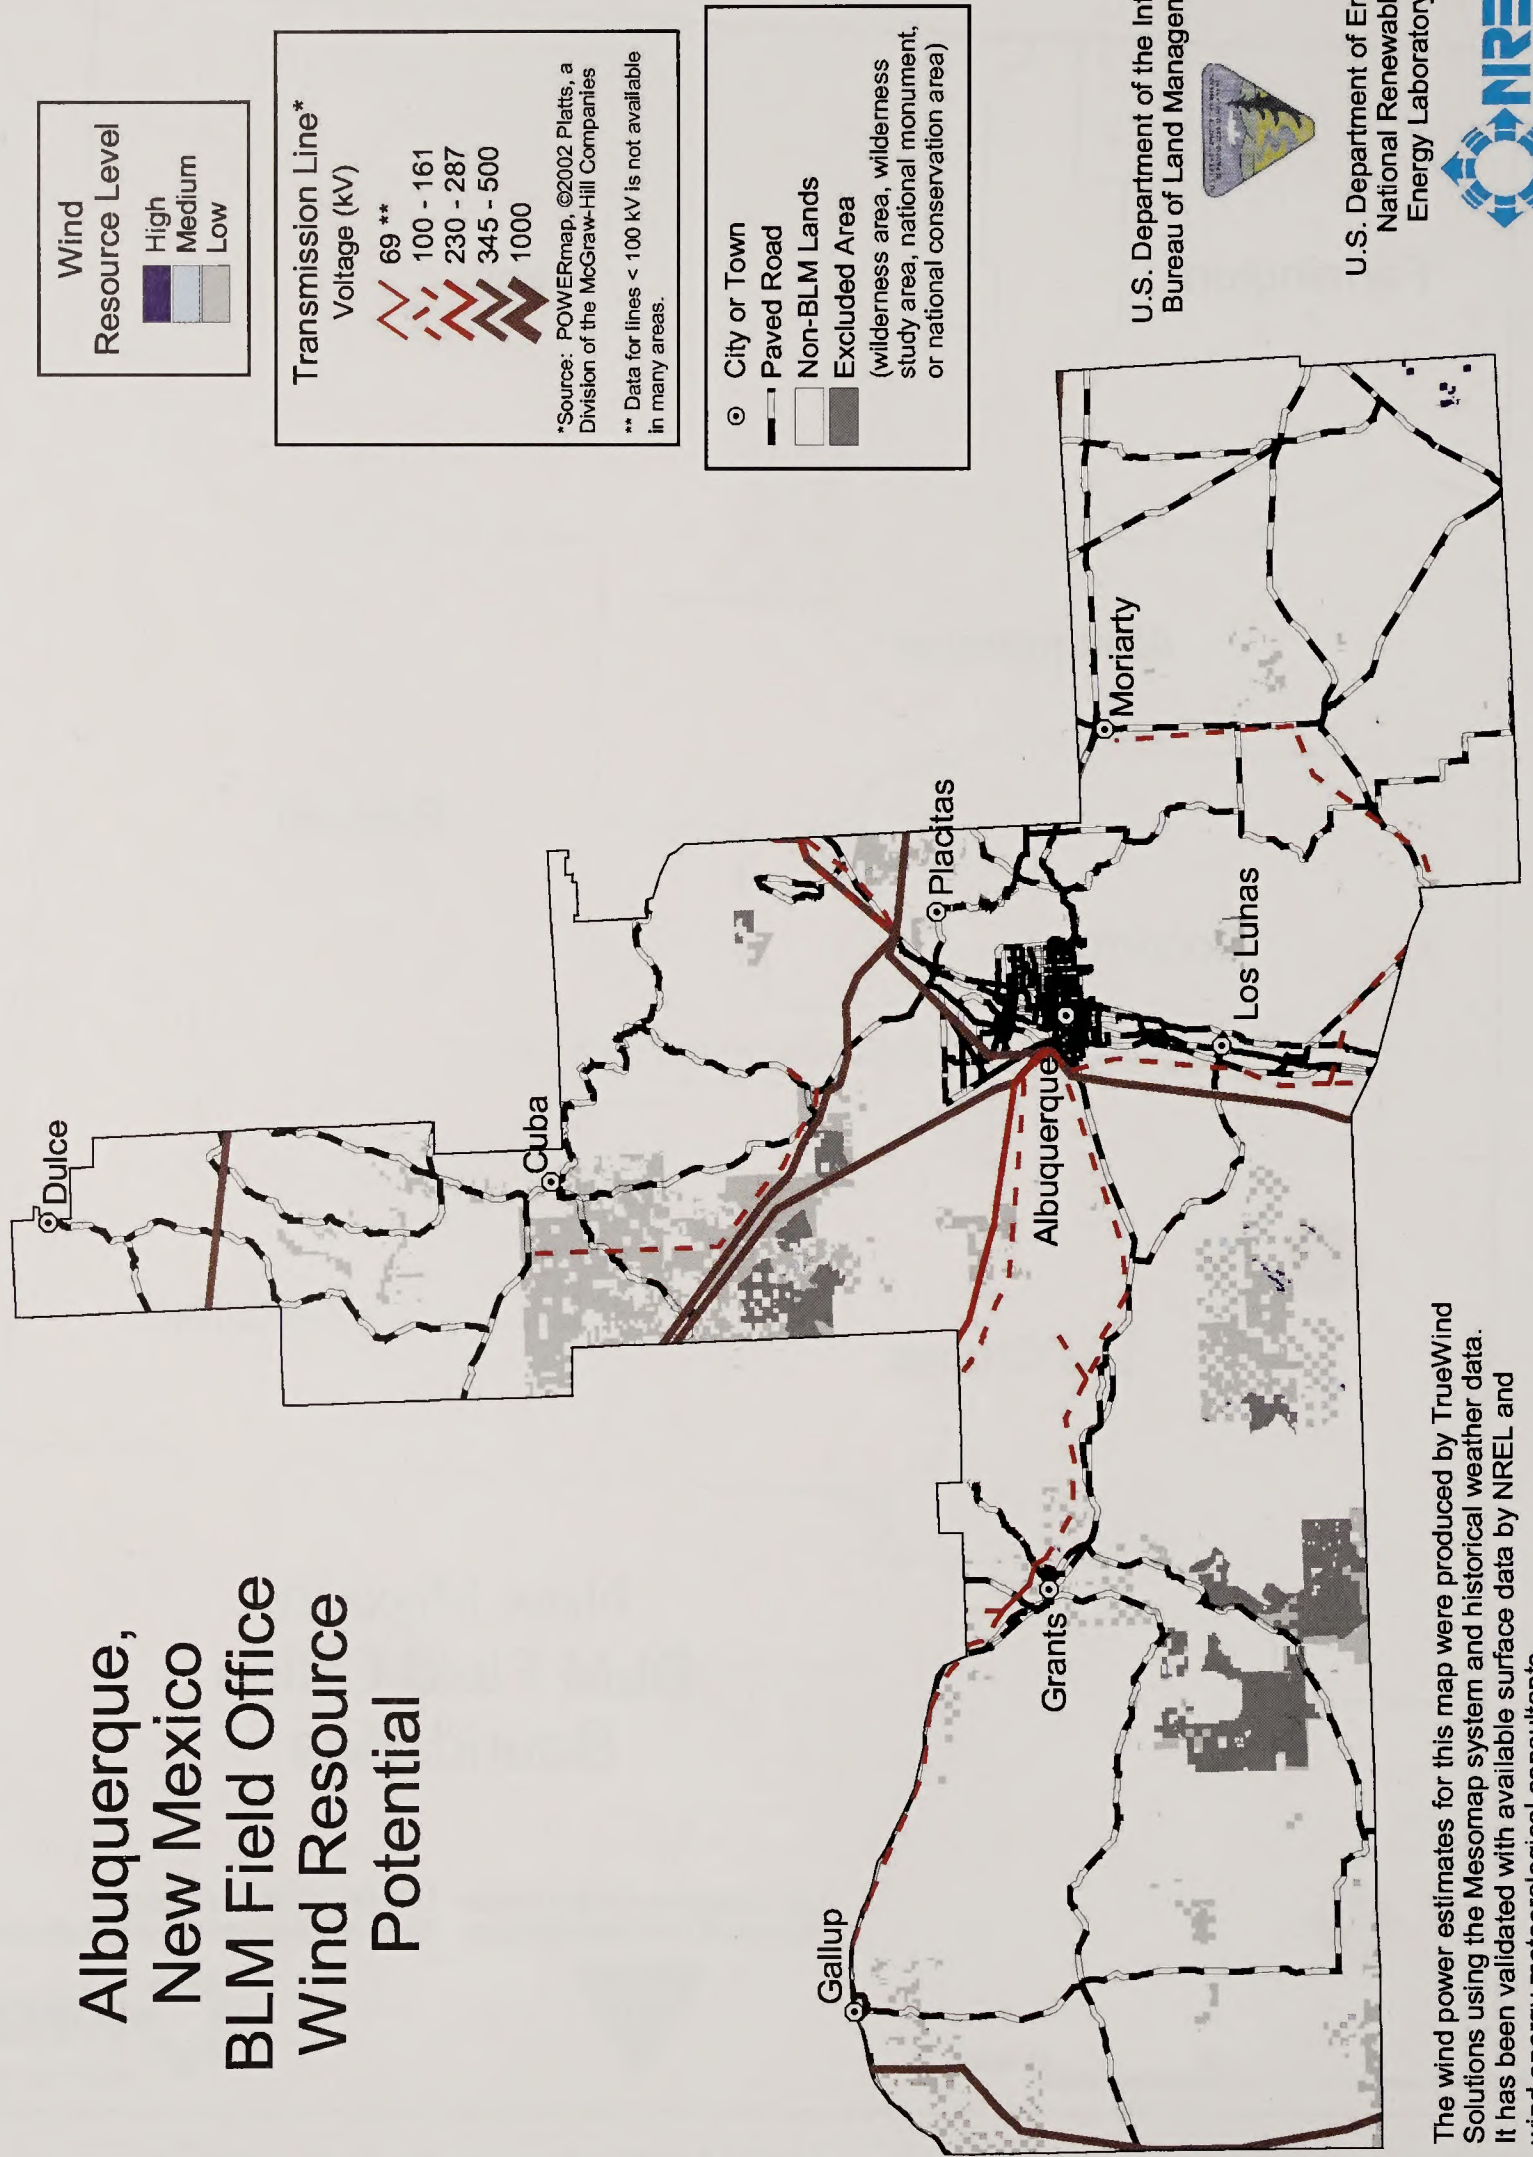 Albuquerque,
New Mexico
BLM Field Office
Wind Resource
Potential
Wind
Resource Level
High
Medium
Low
Transmission Line*
Voltage (kV)
69 **
100 - 161
230 - 287
345 - 500
1000
*Source: POWERmap, ©2002 Platts, a
Division of the McGraw-Hill Companies
** Data for lines < 100 kV is not available
in many areas.
City or Town
Paved Road
Non-BLM Lands
Excluded Area
(wilderness area, wilderness
study area, national monument,
or national conservation area)
Dulce
Cuba
Placitas
Moriarty
Albuquerque
Los Lunas
Grants
Gallup
U.S. Department of the Int
Bureau of Land Managem
U.S. Department of En
National Renewabl
Energy Laboratory
NRE
The wind power estimates for this map were produced by TrueWind
Solutions using the Mesomap system and historical weather data.
It has been validated with available surface data by NREL and
wind energy meteorological consultants.